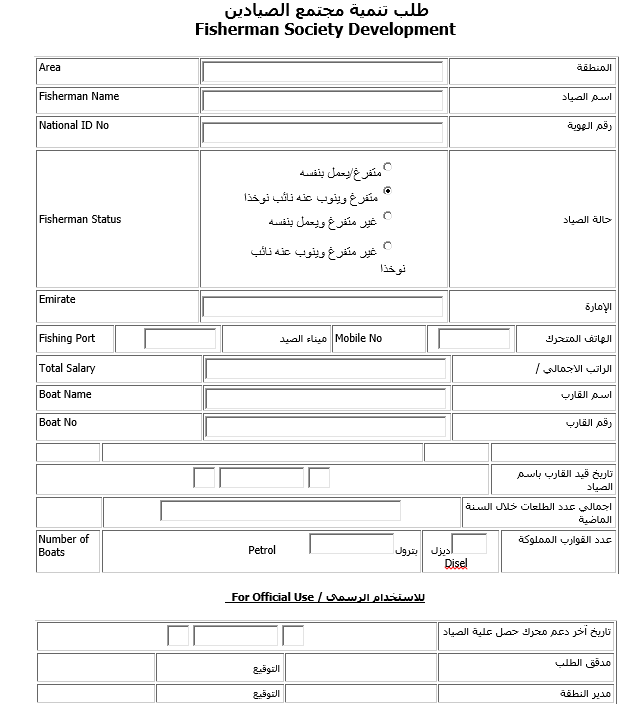 طلب تنمية مجتمع الصيادين
Fisherman Society Development
Area المنطقة
Fisherman Name اسم الصياد
National ID No رقم الهوية
متفرغ/يعمل بنفسه
متفرغ وينوب عنه نائب نوخذا
Fisherman Status حالة الصياد
غير متفرغ ويعمل بنفسه
غير متفرغ وينوب عنه نائب
نوخذا
Emirate الإمارة
Fishing Port ميناء الصيد Mobile No الهاتف المتحرك
Total Salary الراتب الاجمالي /
Boat Name اسم القارب
Boat No رقم القارب
تاريخ قيد القارب باسم
الصياد
اجمالي عدد الطلعات خلال السنة
الماضية
Number of Boats Petrol بترول ديزل Disel عدد القوارب المملوكة
For Official Use / للاستخدام الرسمي
تاريخ آخر دعم محرك حصل علية الصياد
مدقق الطلب التوقيع
مدير النطقة التوقيع